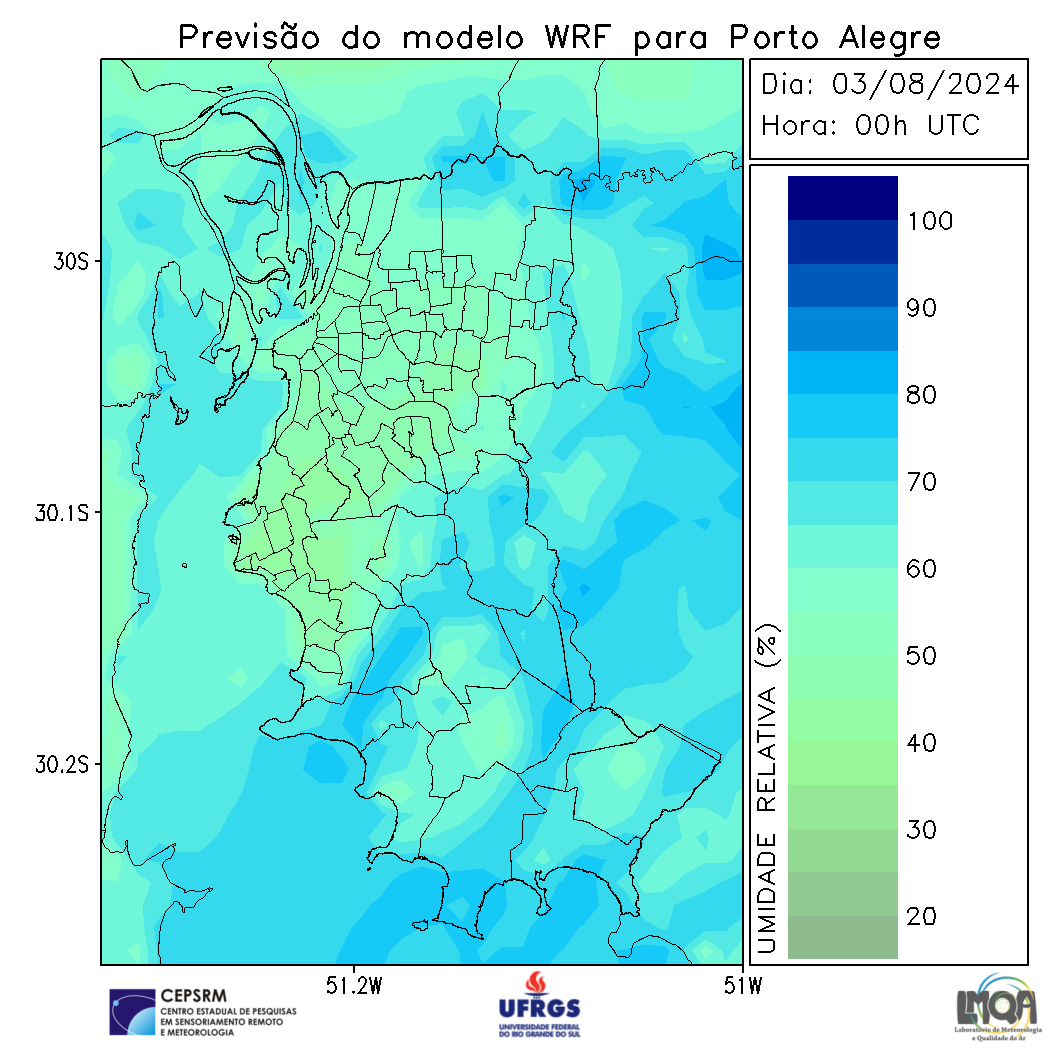 Previsão do modelo WRF para Porto Alegre
Dia: 03/08/2024
Hora: 00h UTC
30S
30.1S
30.2S
51.2W
51W
100
90
80
70
60
50
40
30
20
UMIDADE RELATIVA (%)
CEPSRM
CENTRO ESTADUAL DE PESQUISAS
EM SENSORIAMENTO REMOTO
E METEOROLOGIA
UFRGS
UNIVERSIDADE FEDERAL
DO RIO GRANDE DO SUL
LMQA
Laboratório de Meteorologia
e Qualidade do Ar